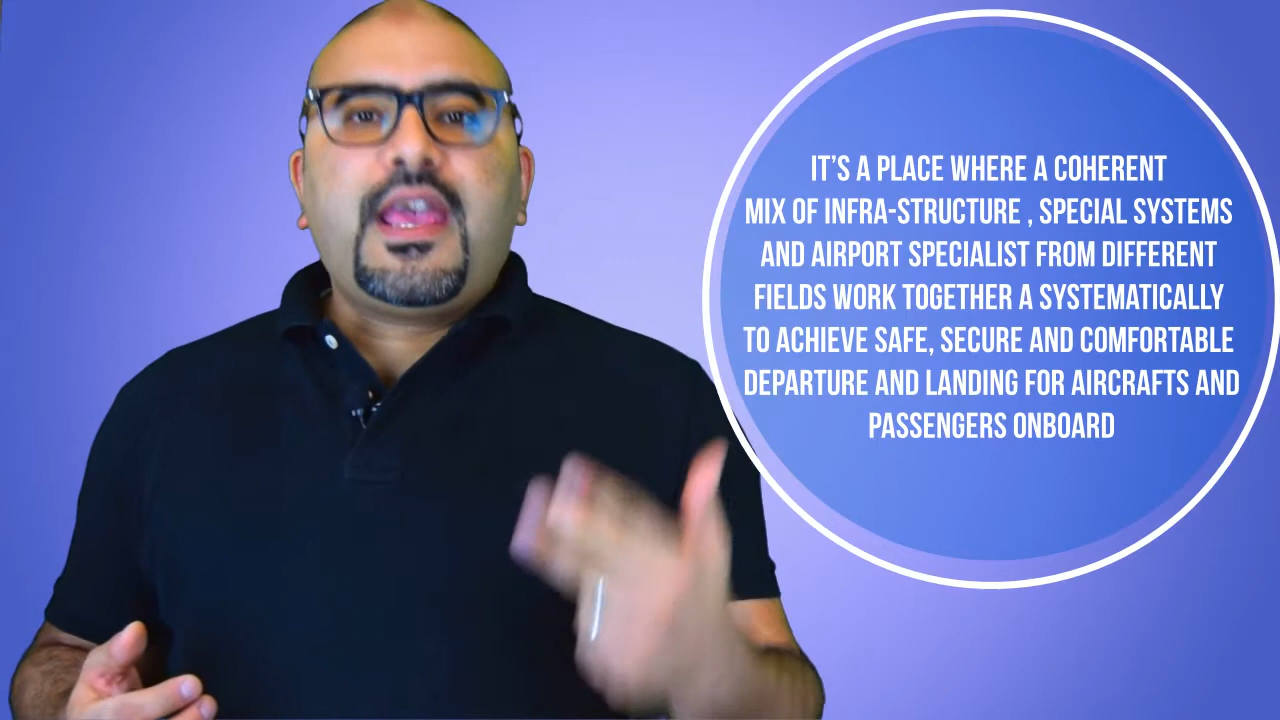 IT'S A PLACE WHERE A COHERENT
MIX OF INFRA-STRUCTURE , SPECIAL SYSTEMS
AND AIRPORT SPECIALIST FROM DIFFERENT
FIELDS WORK TOGETHER A SYSTEMATICALLY
TO ACHIEVE SAFE, SECURE AND COMFORTABLE
DEPARTURE AND LANDING FOR AIRCRAFTS AND
PASSENGERS ONBOARD